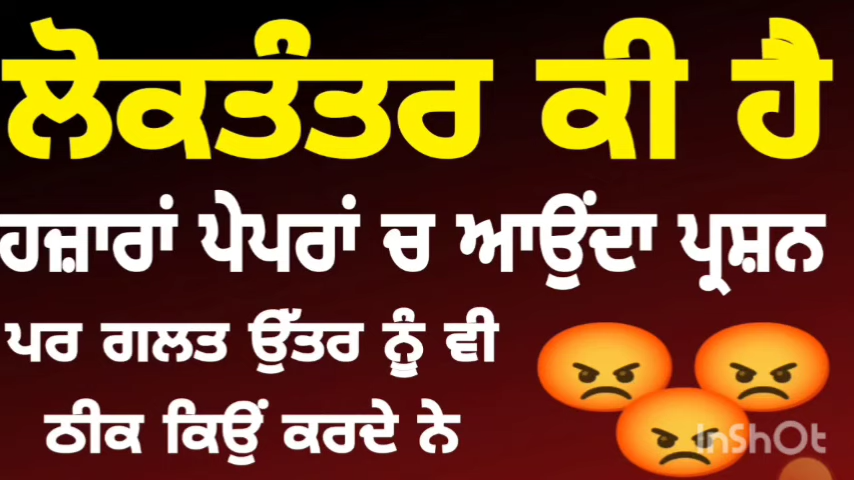 ਲੋਕਤੰਤਰ ਕੀ ਹੈ
ਹਜ਼ਾਰਾਂ ਪੇਪਰਾਂ ਚ ਆਉਂਦਾ ਪ੍ਰਸ਼ਨ
ਪਰ ਗਲਤ ਉੱਤਰ ਨੂੰ ਵੀ
ਠੀਕ ਕਿਉਂ ਕਰਦੇ ਨੇ
InShOt